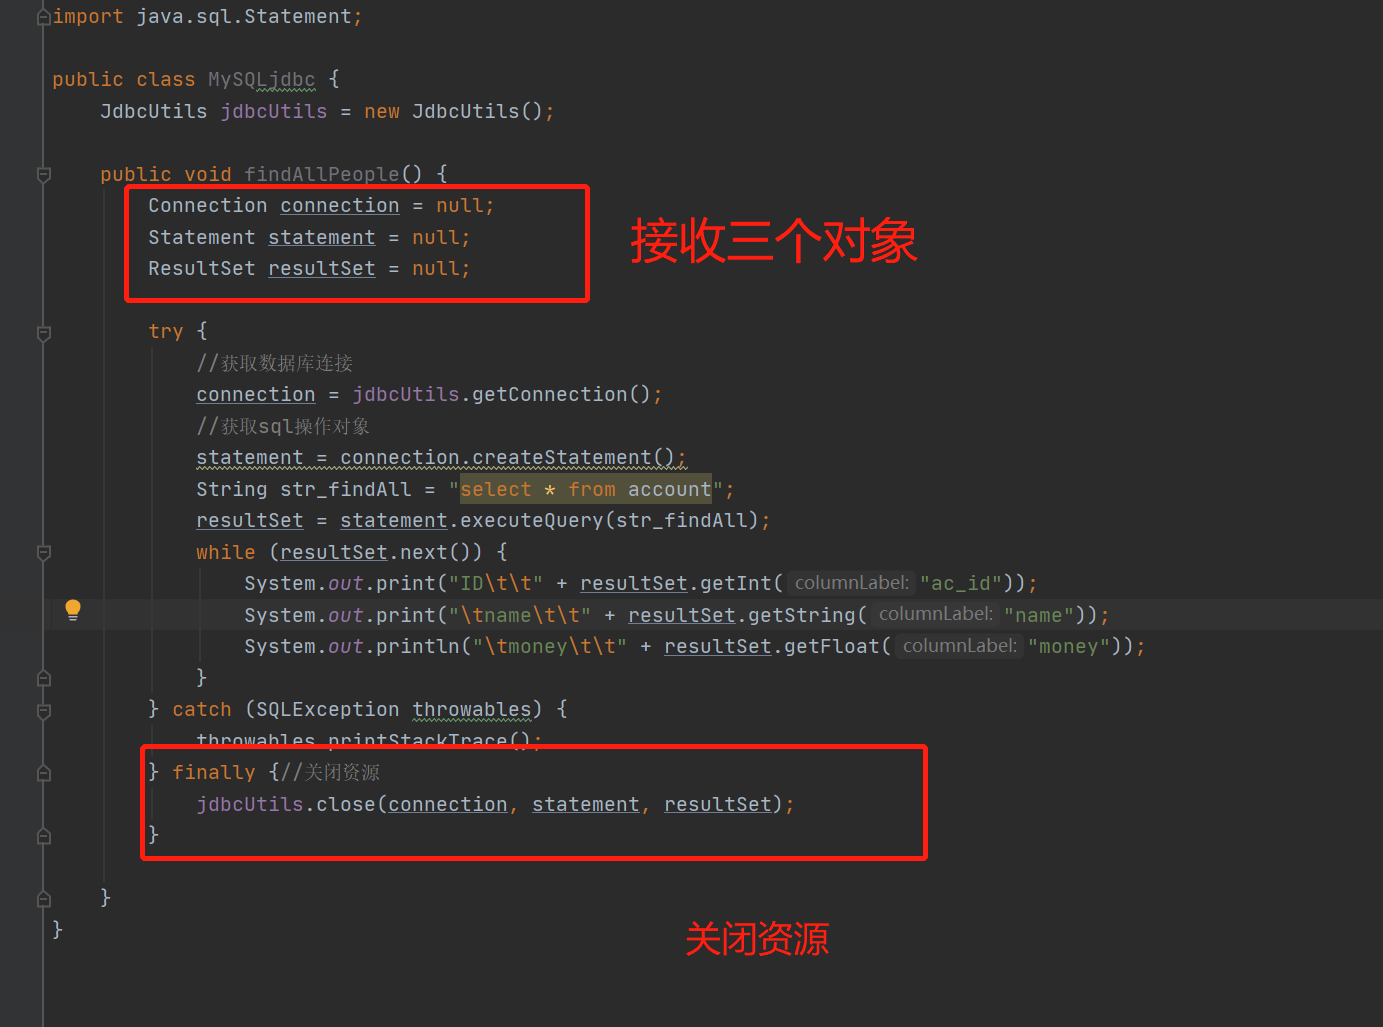 import java.sql.Statement;
public class MySQLjdbc {
JdbcUtils jdbcUtils = new JdbcUtils();
public void findAllPeople() {
Connection connection = null;
Statement statement = null;
ResultSet resultSet = null;
接收三个对象
try {
//获取数据库连接
connection = jdbcUtils.getConnection();
//获取sql操作对象
statement = connection.createStatement();
String str_findAll = "select * from account";
resultSet = statement.executeQuery(str_findAll);
while (resultSet.next()) {
System.out.print("ID\t\t" + resultSet.getInt( columnLabel: "ac_id"));
System.out.print("\tname\t\t" + resultSet.getString( columnLabel: "name"));
System.out.println("\tmoney\t\t" + resultSet.getFloat( columnLabel: "money"));
}
} catch (SQLException throwables) {
throwables.printStackTrace();
} finally {//关闭资源
jdbcUtils.close(connection, statement, resultSet);
}
}
}
关闭资源